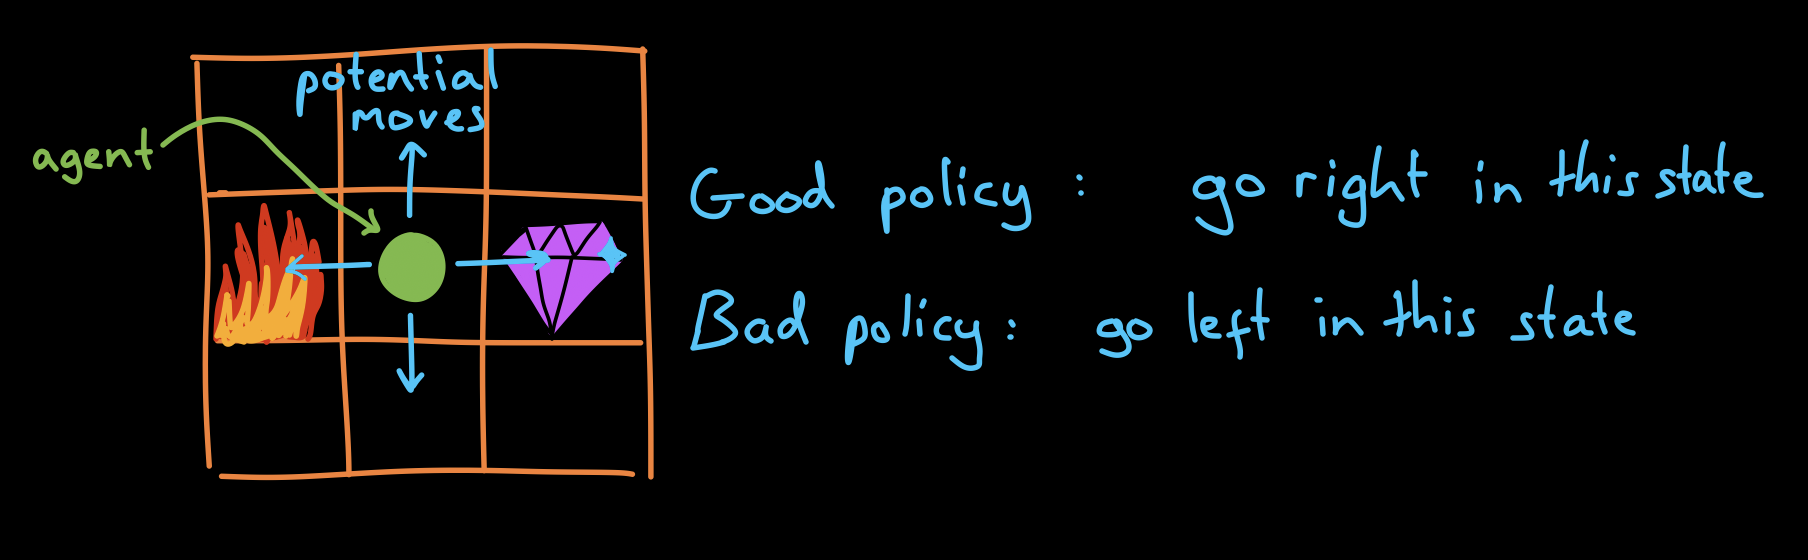 potential
moves
agent
Good policy: go right in this state
Bad policy: go left in this state